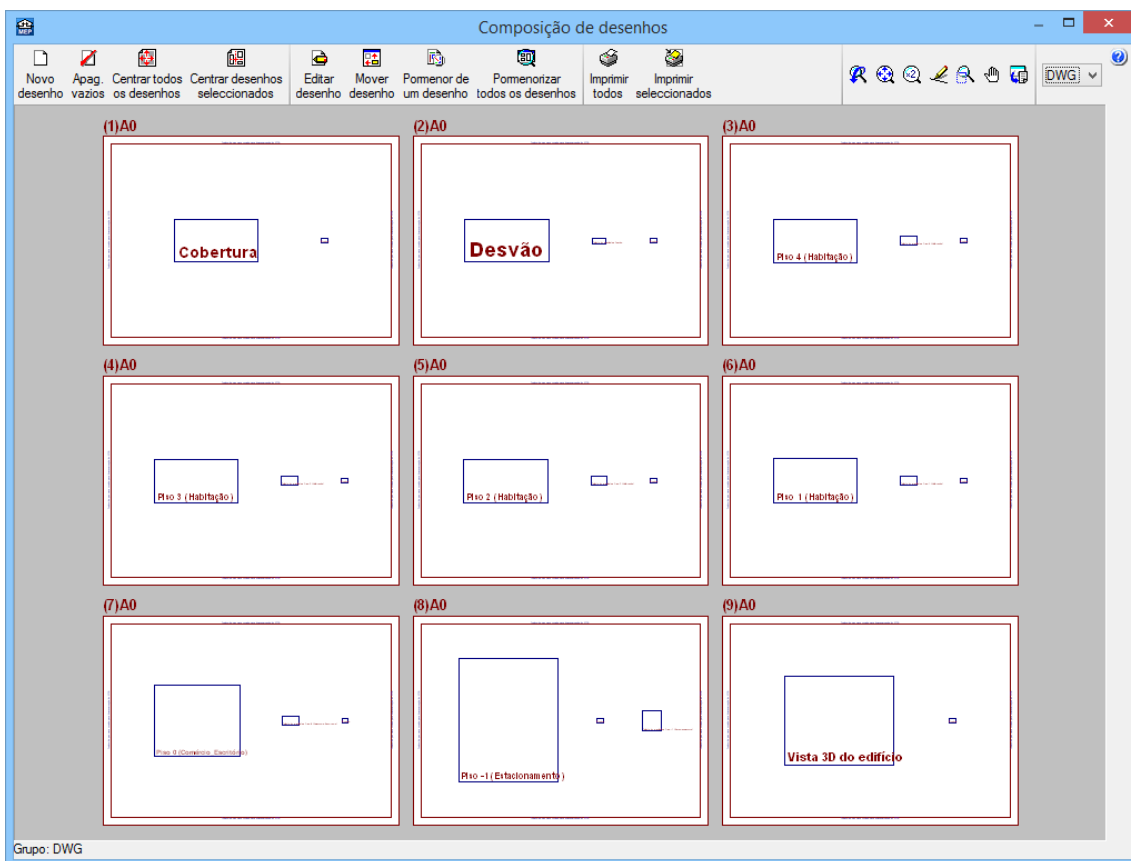 MEP
Composição de desenhos
Novo desenho
Apag. vazios
Centrar todos os desenhos
Centrar desenhos seleccionados
Editar desenho
Mover desenho
Pormenor de um desenho
Pormenorizar todos os desenhos
Imprimir todos
Imprimir seleccionados
DWG
(1)A0
(2)A0
(3)A0
Cobertura
Desvão
Piso 4 (Habitação)
(4)A0
(5)A0
(6)A0
Piso 3 (Habitação)
Piso 2 (Habitação)
Piso 1 (Habitação)
(7)A0
(8)A0
(9)A0
Piso 0 (Comércio_Escritório)
Piso -1 (Estacionamento)
Vista 3D do edifício
Grupo: DWG